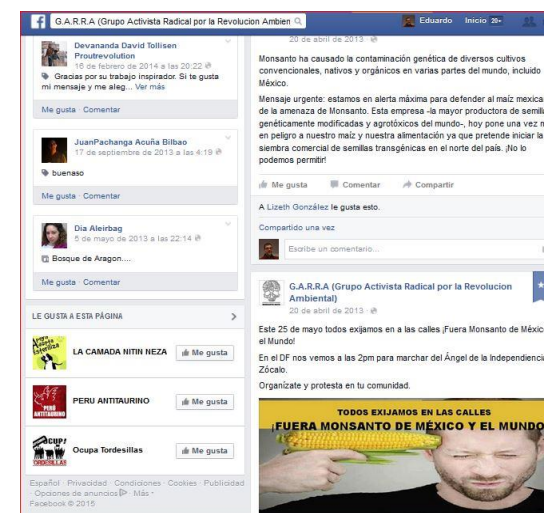 G.A.R.R.A (Grupo Activista Radical por la Revolucion Ambien
Eduardo Inicio 20+
Devananda David Tollisen
Proutrevolution
16 de febrero de 2014 a las 20:22
Gracias por su trabajo inspirador. Si te gusta
mi mensaje y me aleg... Ver más
Me gusta · Comentar
JuanPachanga Acuña Bilbao
17 de septiembre de 2013 a las 4:19
buenaso
Me gusta · Comentar
Dia Aleirbag
5 de mayo de 2013 a las 22:14
Bosque de Aragon....
Me gusta · Comentar
LE GUSTA A ESTA PÁGINA
LA CAMADA NITIN NEZA
Me gusta
PERÚ
ANTITAURINO
PERU ANTITAURINO
Me gusta
¡ACUP!
TORDESILLAS
Ocupa Tordesillas
Me gusta
Español · Privacidad · Condiciones · Cookies · Publicidad
· Opciones de anuncios · Más
Facebook © 2015
20 de abril de 2013
Monsanto ha causado la contaminación genética de diversos cultivos
convencionales, nativos y orgánicos en varias partes del mundo, incluido
México.
Mensaje urgente: estamos en alerta máxima para defender al maíz mexica
de la amenaza de Monsanto. Esta empresa -la mayor productora de semilla
genéticamente modificadas y agrotóxicos del mundo-, hoy pone una vez m
en peligro a nuestro maíz y nuestra alimentación ya que pretende iniciar la
siembra comercial de semillas transgénicas en el norte del país. ¡No lo
podemos permitir!
Me gusta Comentar Compartir
A Lizeth González le gusta esto.
Compartido una vez
Escribe un comentario...
G.A.R.R.A (Grupo Activista Radical por la Revolucion
Ambiental)
20 de abril de 2013
Este 25 de mayo todos exijamos en a las calles ¡Fuera Monsanto de México
el Mundo!
En el DF nos vemos a las 2pm para marchar del Ángel de la Independencia
Zócalo.
Organízate y protesta en tu comunidad.
TODOS EXIJAMOS EN LAS CALLES
¡FUERA MONSANTO DE MÉXICO Y EL MUNDO